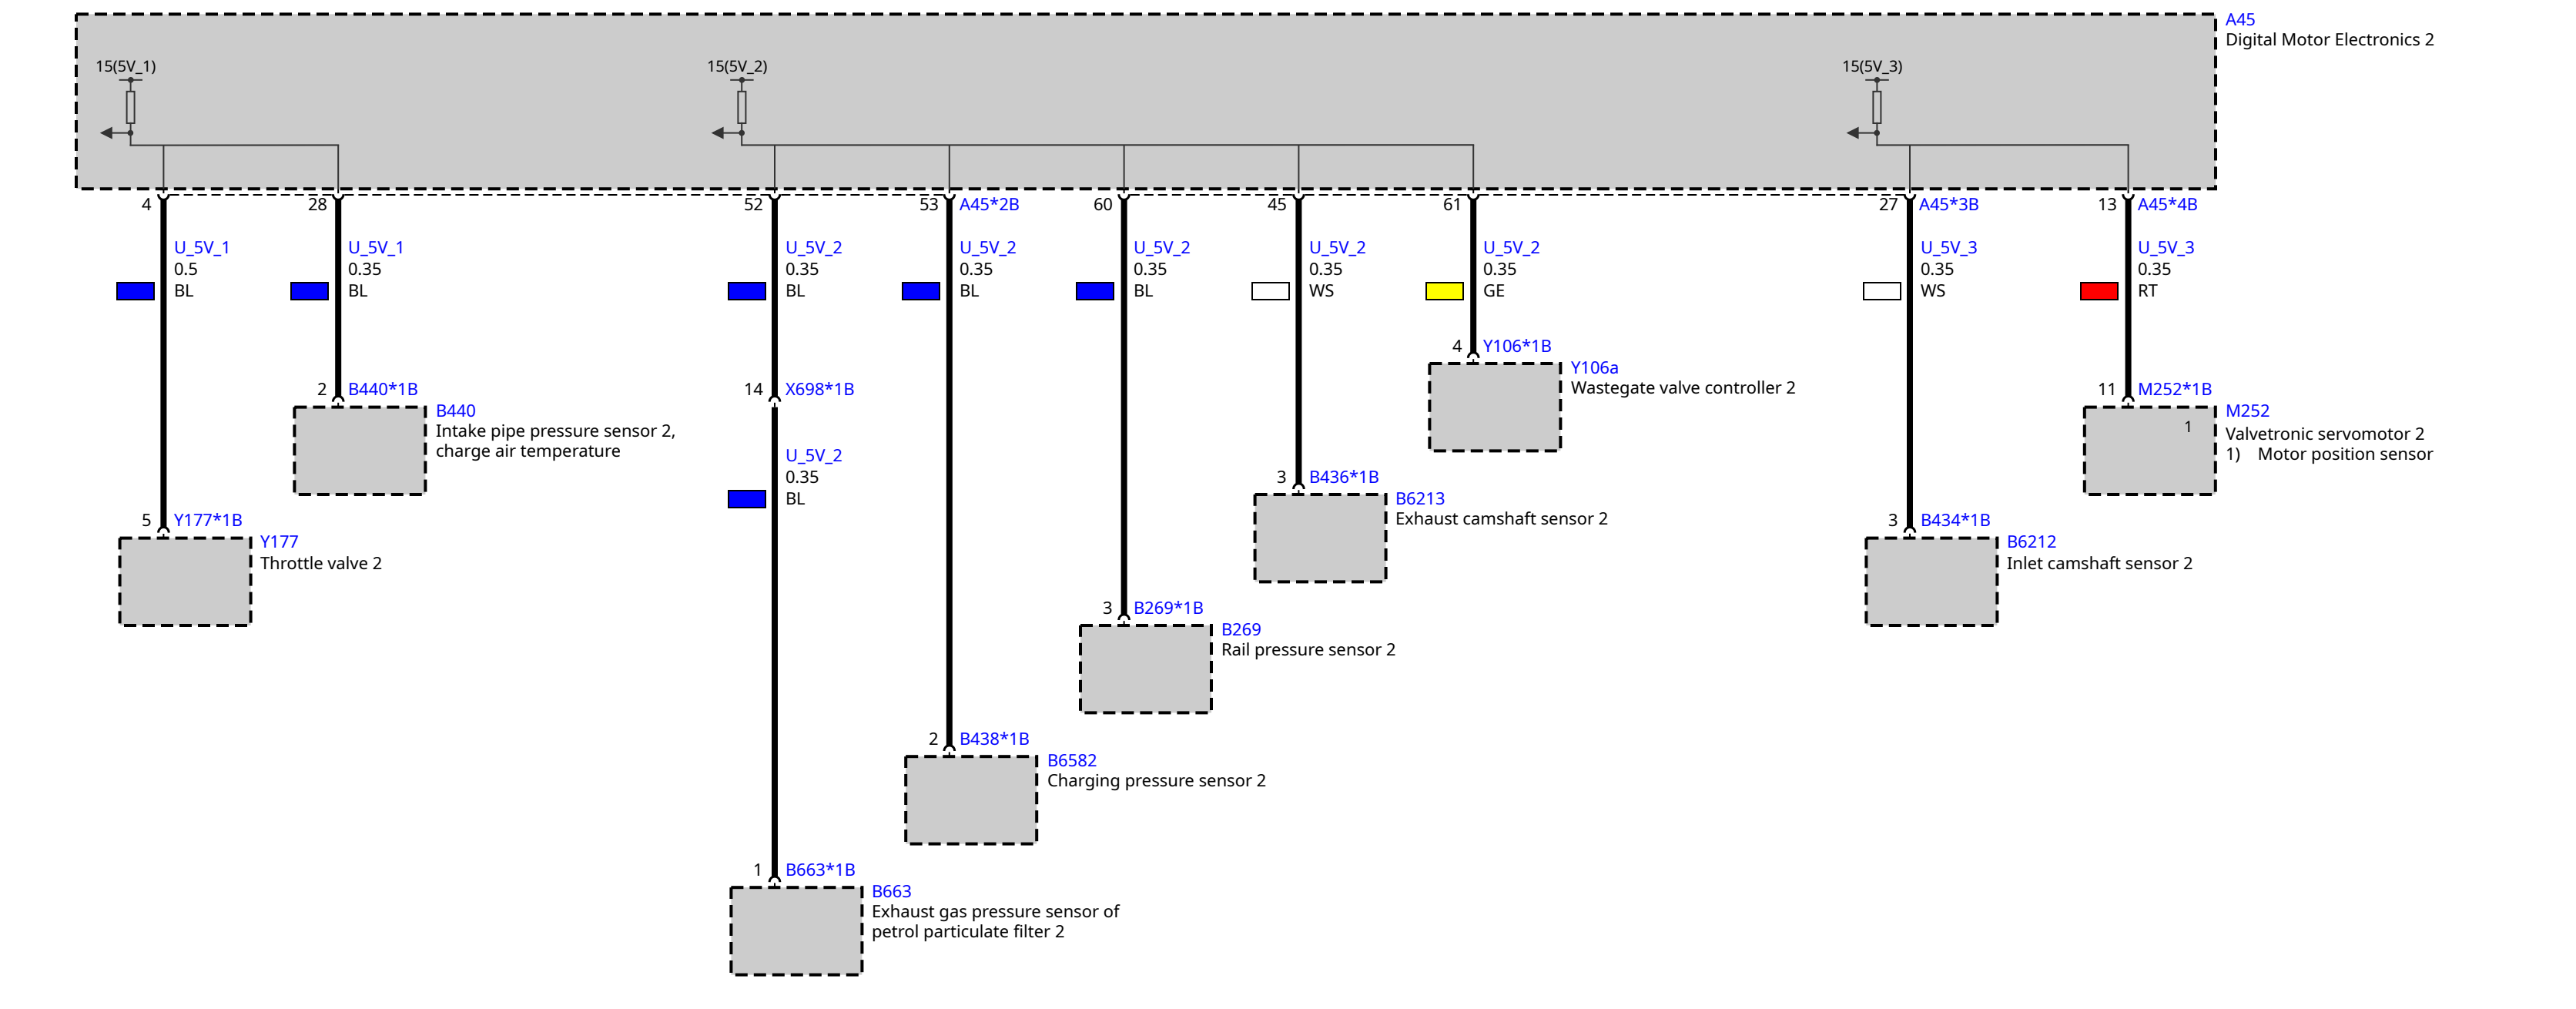 A45
Digital Motor Electronics 2
15(5V_1)
15(5V_2)
15(5V_3)
4
28
52
53 A45*2B
60
45
61
27 A45*3B
13 A45*4B
U_5V_1
0.5
BL
U_5V_1
0.35
BL
U_5V_2
0.35
BL
U_5V_2
0.35
BL
U_5V_2
0.35
BL
U_5V_2
0.35
WS
U_5V_2
0.35
GE
U_5V_3
0.35
WS
U_5V_3
0.35
RT
4 Y106*1B
Y106a
Wastegate valve controller 2
2 B440*1B
B440
Intake pipe pressure sensor 2,
charge air temperature
14 X698*1B
U_5V_2
0.35
BL
11 M252*1B
M252
1
Valvetronic servomotor 2
1) Motor position sensor
3 B436*1B
B6213
Exhaust camshaft sensor 2
5 Y177*1B
Y177
Throttle valve 2
3 B434*1B
B6212
Inlet camshaft sensor 2
3 B269*1B
B269
Rail pressure sensor 2
2 B438*1B
B6582
Charging pressure sensor 2
1 B663*1B
B663
Exhaust gas pressure sensor of
petrol particulate filter 2